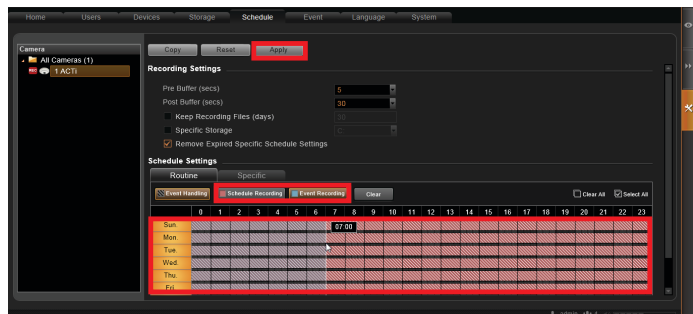 Home Users Devices Storage Schedule Event Language System
Camera
All Cameras (1)
REC 1 ACTi
Copy Reset Apply
Recording Settings
Pre Buffer (secs) 5
Post Buffer (secs) 30
Keep Recording Files (days) 30
Specific Storage C
Remove Expired Specific Schedule Settings
Schedule Settings
Routine Specific
Event Handling Schedule Recording Event Recording Clear Clear All Select All
0 1 2 3 4 5 6 7 8 9 10 11 12 13 14 15 16 17 18 19 20 21 22 23
Sun. 07:00
Mon.
Tue.
Wed.
Thu.
Fri.